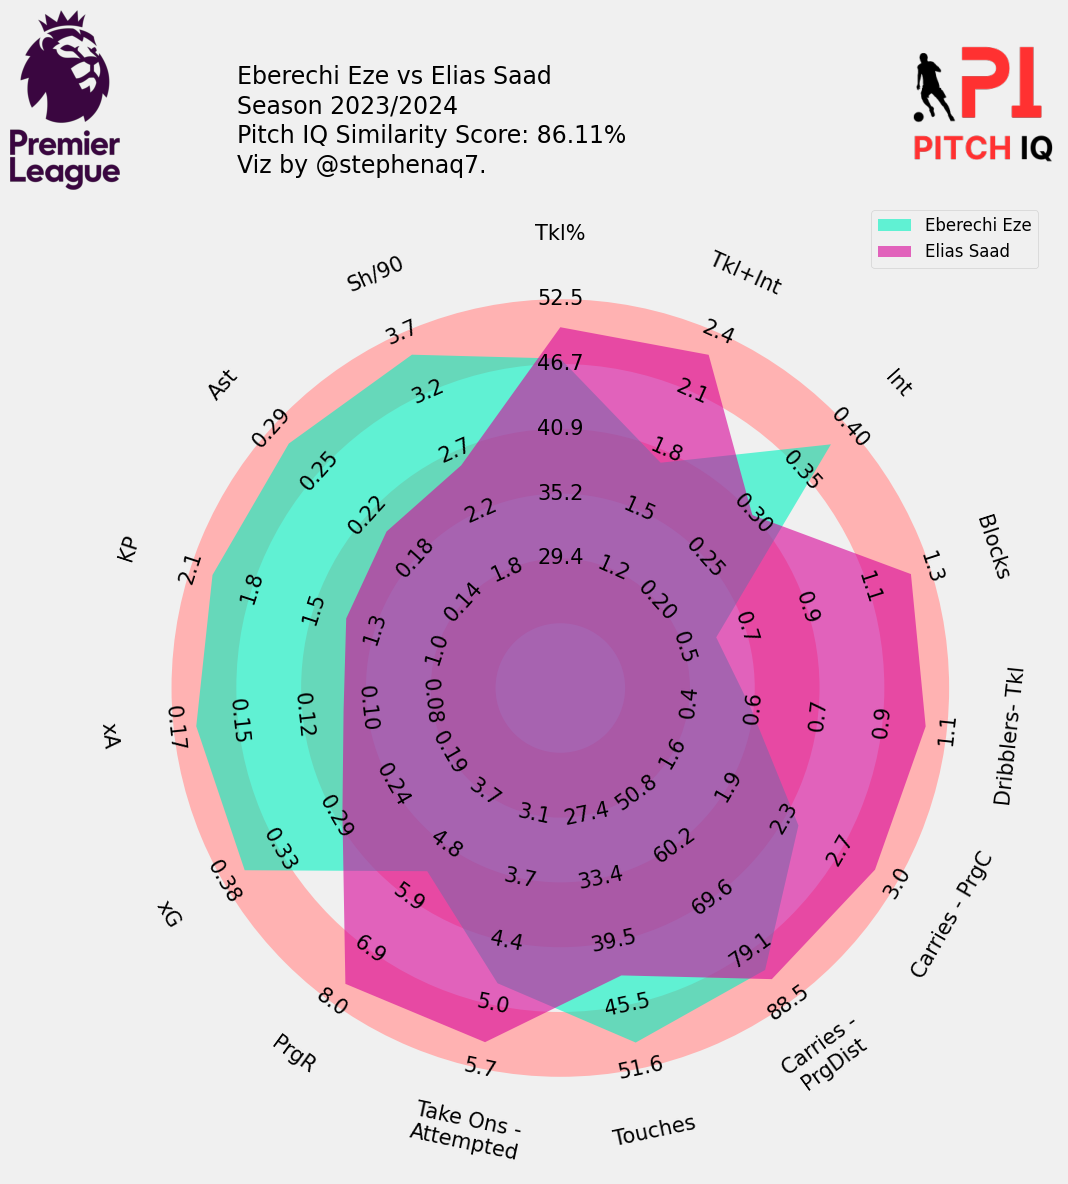 Premier
League
Eberechi Eze vs Elias Saad
Season 2023/2024
Pitch IQ Similarity Score: 86.11%
Viz by @stephenaq7.
PI
PITCH IQ
Eberechi Eze
Elias Saad
Tkl%
29.4
35.2
40.9
46.7
52.5
Tkl+Int
1.2
1.5
1.8
2.1
2.4
Int
0.20
0.25
0.30
0.35
0.40
Blocks
0.5
0.7
0.9
1.1
1.3
Dribblers- Tkl
0.4
0.6
0.7
0.9
1.1
Carries - PrgC
1.6
1.9
2.3
2.7
3.0
Carries -
PrgDist
50.8
60.2
69.6
79.1
88.5
Touches
27.4
33.4
39.5
45.5
51.6
Take Ons -
Attempted
3.1
3.7
4.4
5.0
5.7
PrgR
3.7
4.8
5.9
6.9
8.0
xG
0.19
0.24
0.29
0.33
0.38
xA
0.08
0.10
0.12
0.15
0.17
KP
1.0
1.3
1.5
1.8
2.1
Ast
0.14
0.18
0.22
0.25
0.29
Sh/90
1.8
2.2
2.7
3.2
3.7